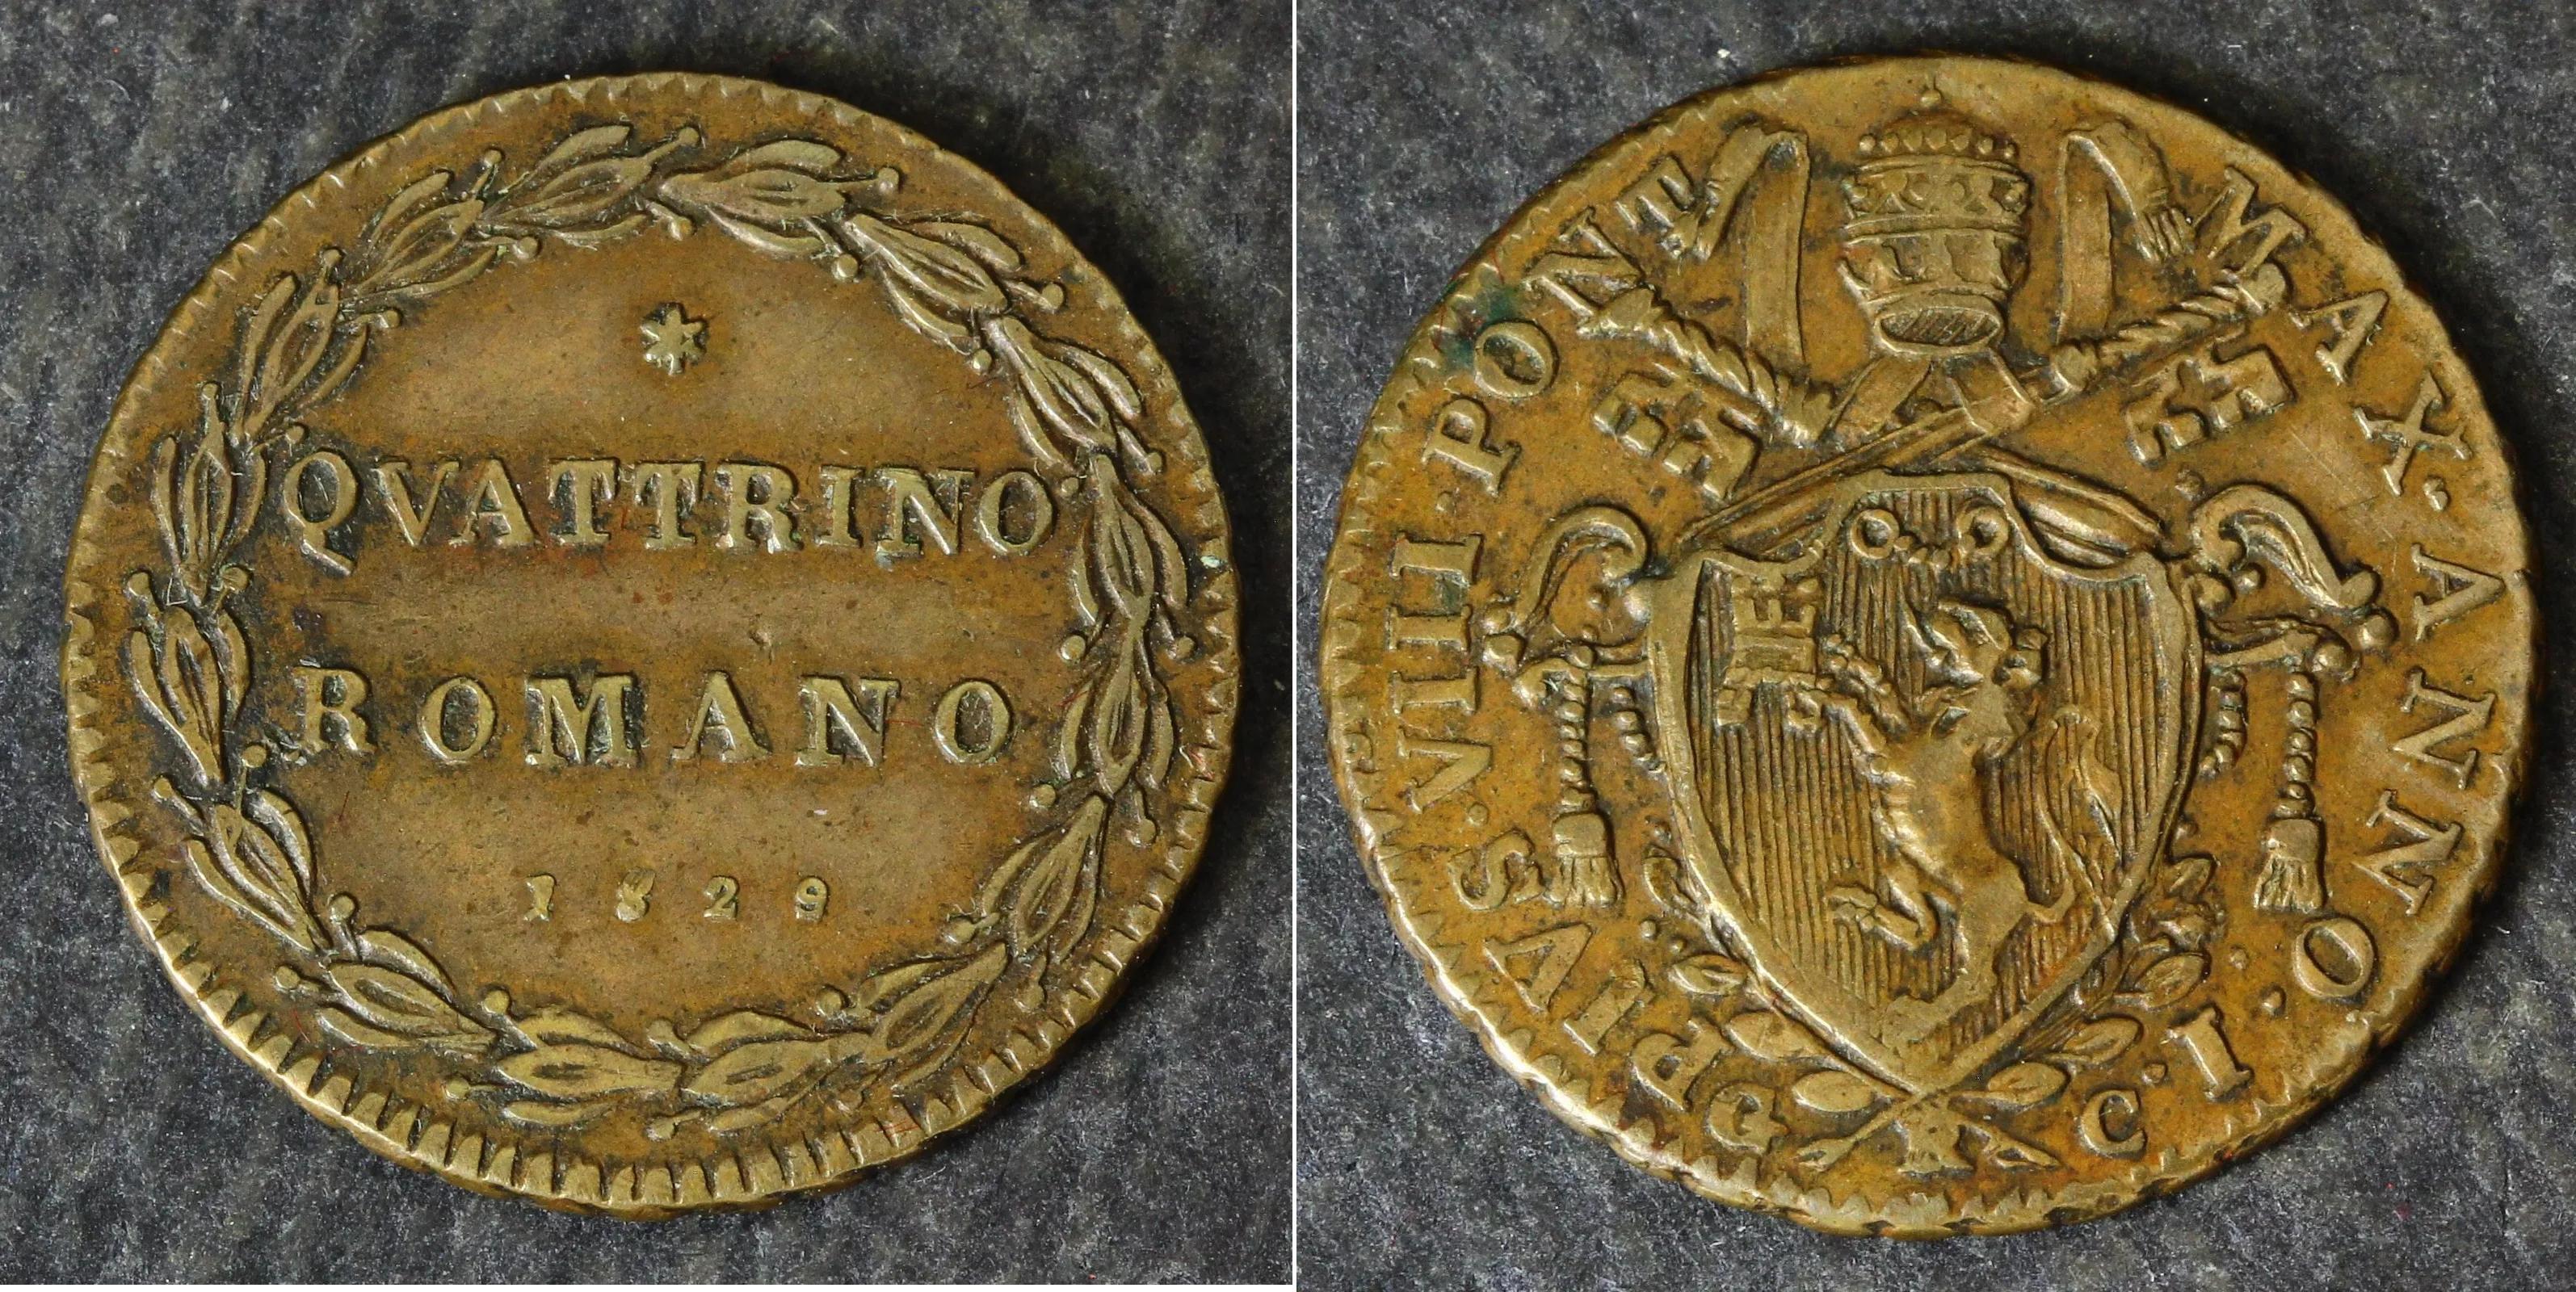 *
QVATTRINO
ROMANO
1829
PIVS·VIII·PONT MAX·ANNO·I·
G C